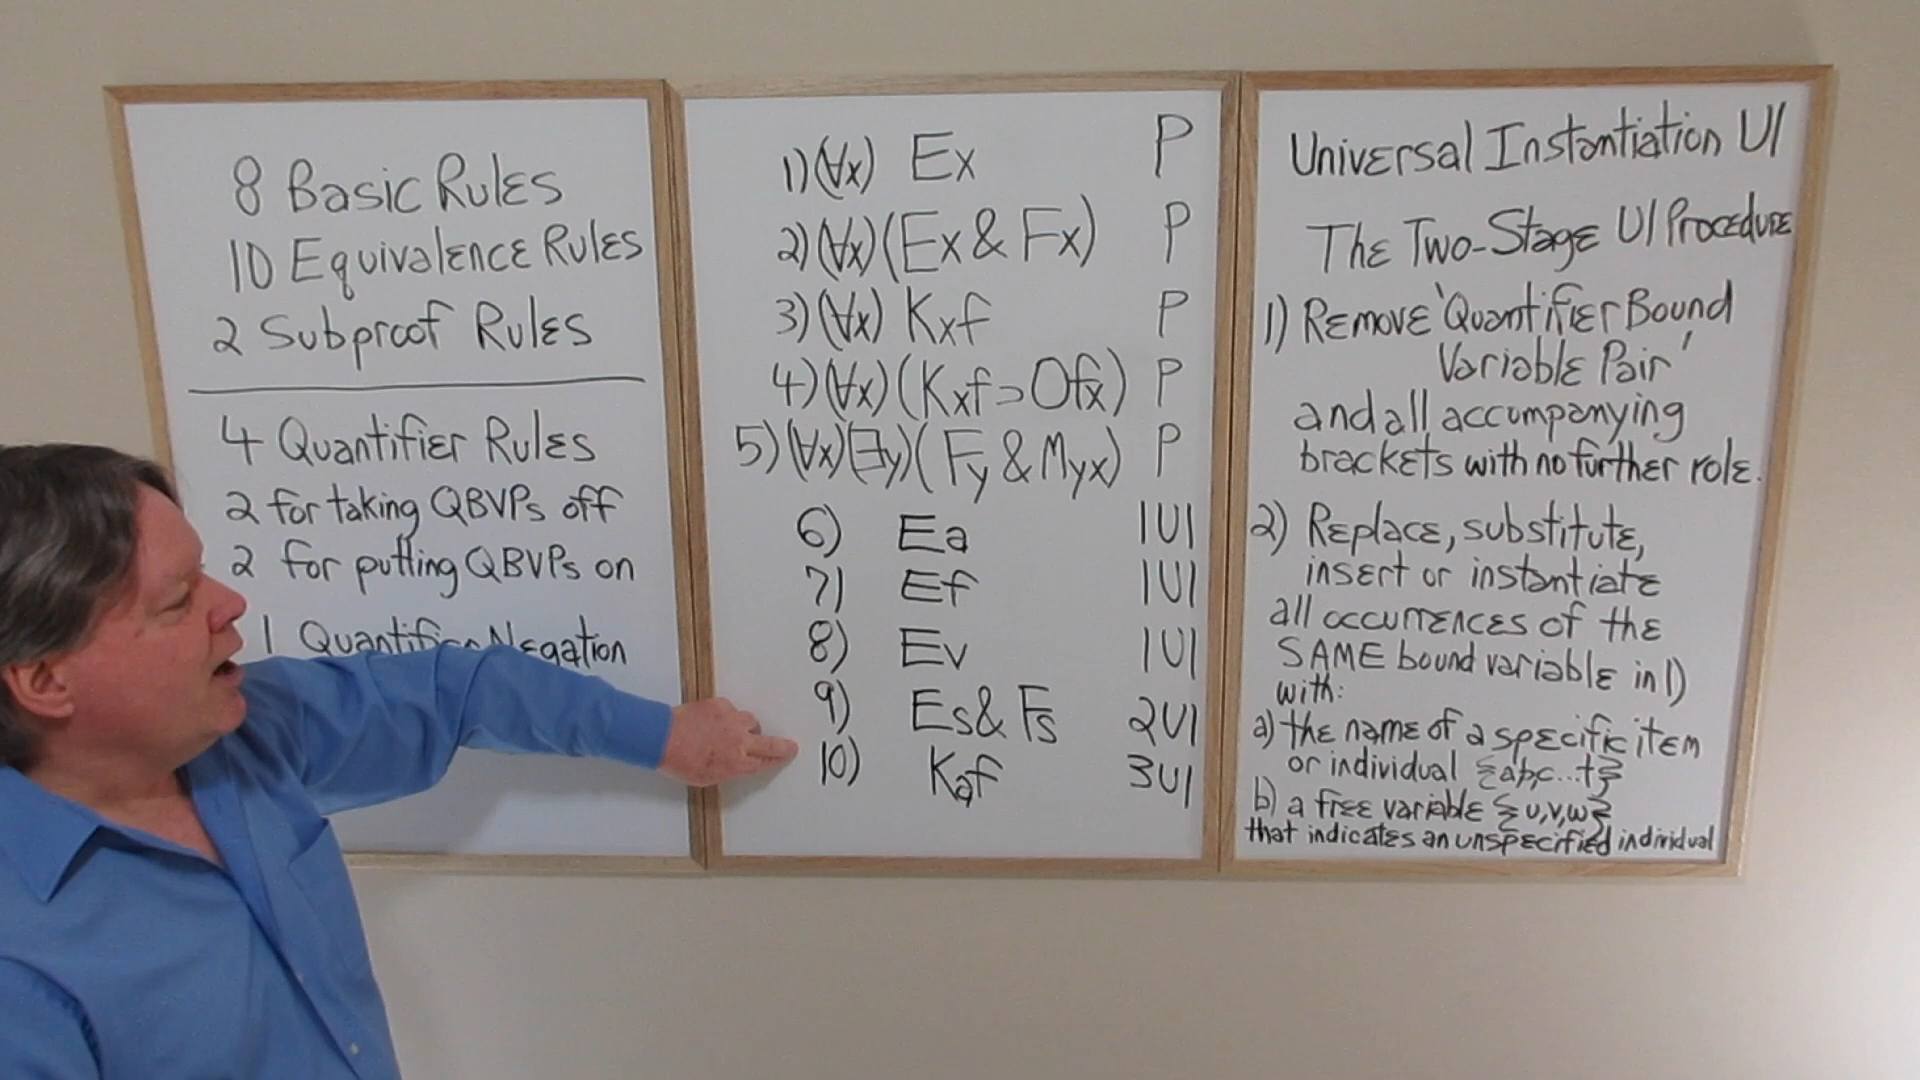 8 Basic Rules
10 Equivalence Rules
2 Subproof Rules
4 Quantifier Rules
2 for taking QBVPs off
2 for putting QBVPs on
1 Quantifier Negation
1) (∀x) Ex P
2) (∀x) (Ex & Fx) P
3) (∀x) Kxf P
4) (∀x) (Kxf ⊃ Ofx) P
5) (∀x)(∃y)(Fy & Myx) P
6) Ea 1UI
7) Ef 1UI
8) Ev 1UI
9) Es & Fs 2UI
10) Kaf 3UI
Universal Instantiation UI
The Two-Stage UI Procedure
1) Remove 'Quantifier Bound
Variable Pair'
and all accompanying
brackets with no further role.
2) Replace, substitute,
insert or instantiate
all occurrences of the
SAME bound variable in 1)
with:
a) the name of a specific item
or individual {a,b,c...t}
b) a free variable {u,v,w}
that indicates an unspecified individual